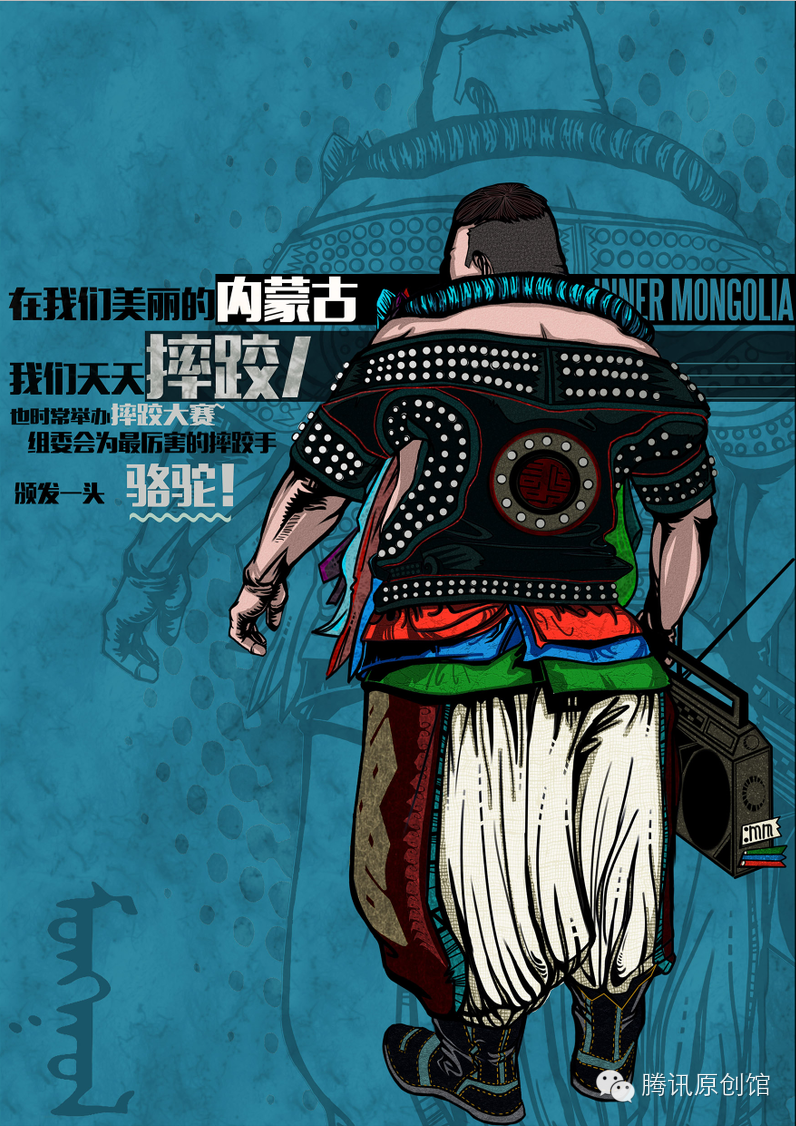 在我们美丽的内蒙古
INNER MONGOLIA
我们天天摔跤!
也时常举办摔跤大赛
组委会为最厉害的摔跤手
颁发一头 骆驼!
:mn
腾讯原创馆